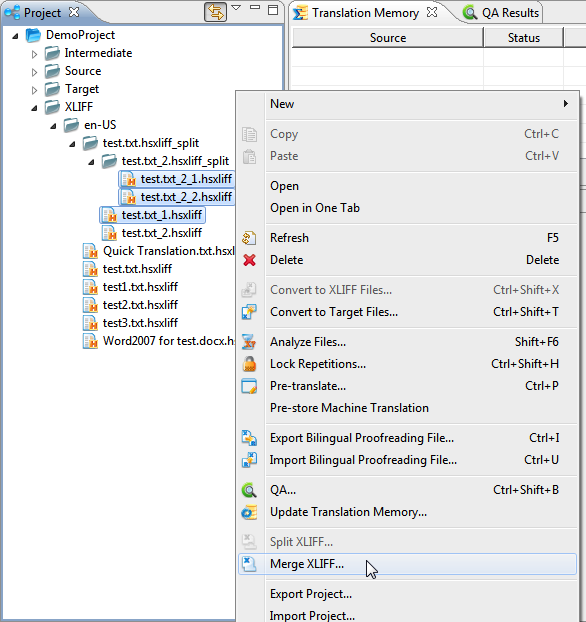 Project
DemoProject
Intermediate
Source
Target
XLIFF
en-US
test.txt.hsxliff_split
test.txt_2.hsxliff_split
test.txt_2_1.hsxliff
test.txt_2_2.hsxliff
test.txt_1.hsxliff
test.txt_2.hsxliff
Quick Translation.txt.hsxl
test.txt.hsxliff
test1.txt.hsxliff
test2.txt.hsxliff
test3.txt.hsxliff
Word2007 for test.docx.h
Translation Memory QA Results
Source Status
New
Copy Ctrl+C
Paste Ctrl+V
Open
Open in One Tab
Refresh F5
Delete Delete
Convert to XLIFF Files... Ctrl+Shift+X
Convert to Target Files... Ctrl+Shift+T
Analyze Files... Shift+F6
Lock Repetitions... Ctrl+Shift+H
Pre-translate... Ctrl+P
Pre-store Machine Translation
Export Bilingual Proofreading File... Ctrl+I
Import Bilingual Proofreading File... Ctrl+U
QA... Ctrl+Shift+B
Update Translation Memory...
Split XLIFF...
Merge XLIFF...
Export Project...
Import Project...